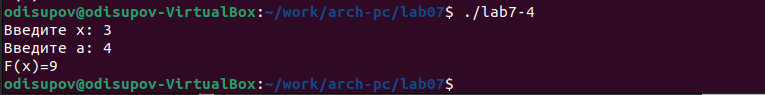 odisupov@odisupov-VirtualBox:~/work/arch-pc/lab07$ ./lab7-4
Введите x: 3
Введите a: 4
F(x)=9
odisupov@odisupov-VirtualBox:~/work/arch-pc/lab07$